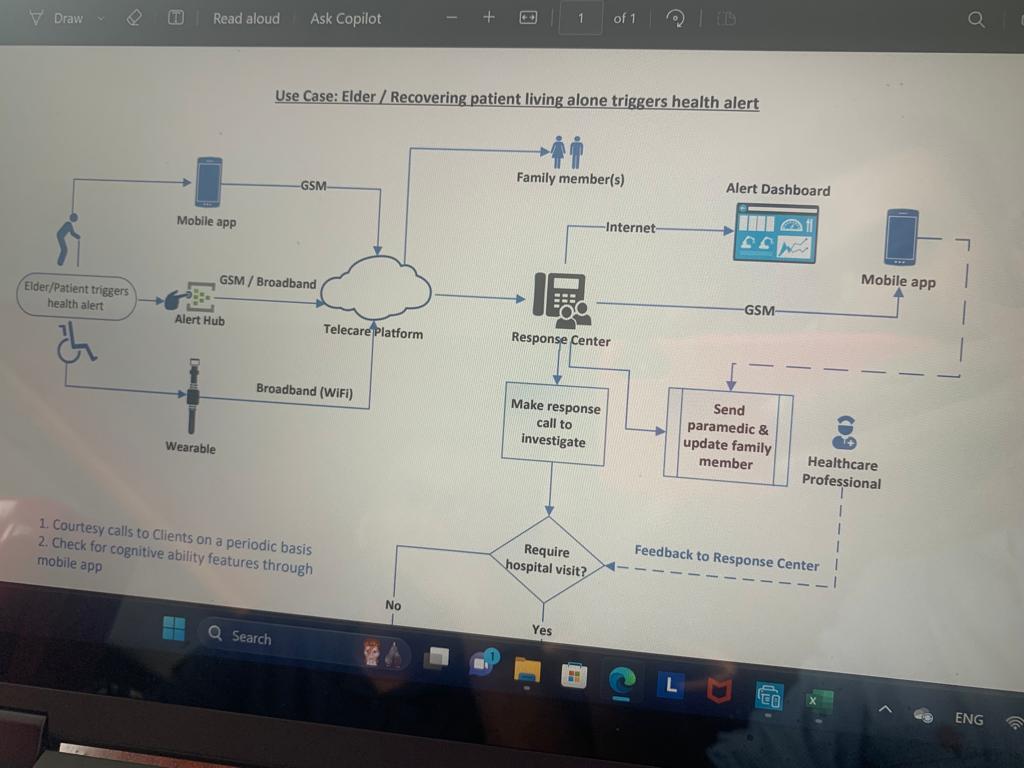 Draw
Read aloud
Ask Copilot
1
of 1
Use Case: Elder / Recovering patient living alone triggers health alert
Family member(s)
Alert Dashboard
GSM
Mobile app
Internet
Mobile app
Elder/Patient triggers
health alert
GSM / Broadband
Alert Hub
Telecare Platform
GSM
Response Center
Broadband (WiFi)
Wearable
Make response
call to
investigate
Send
paramedic &
update family
member
Healthcare
Professional
1. Courtesy calls to Clients on a periodic basis
2. Check for cognitive ability features through
mobile app
Require
hospital visit?
Feedback to Response Center
No
Yes
Search
1
L
X
ENG